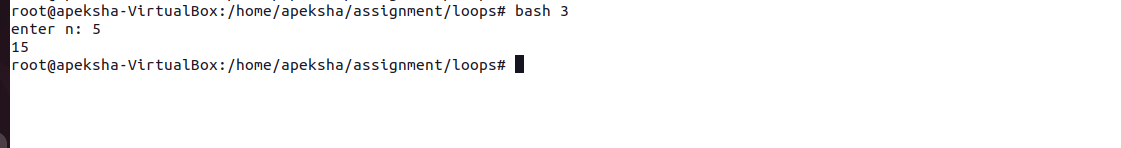 root@apeksha-VirtualBox:/home/apeksha/assignment/loops# bash 3
enter n: 5
15
root@apeksha-VirtualBox:/home/apeksha/assignment/loops#